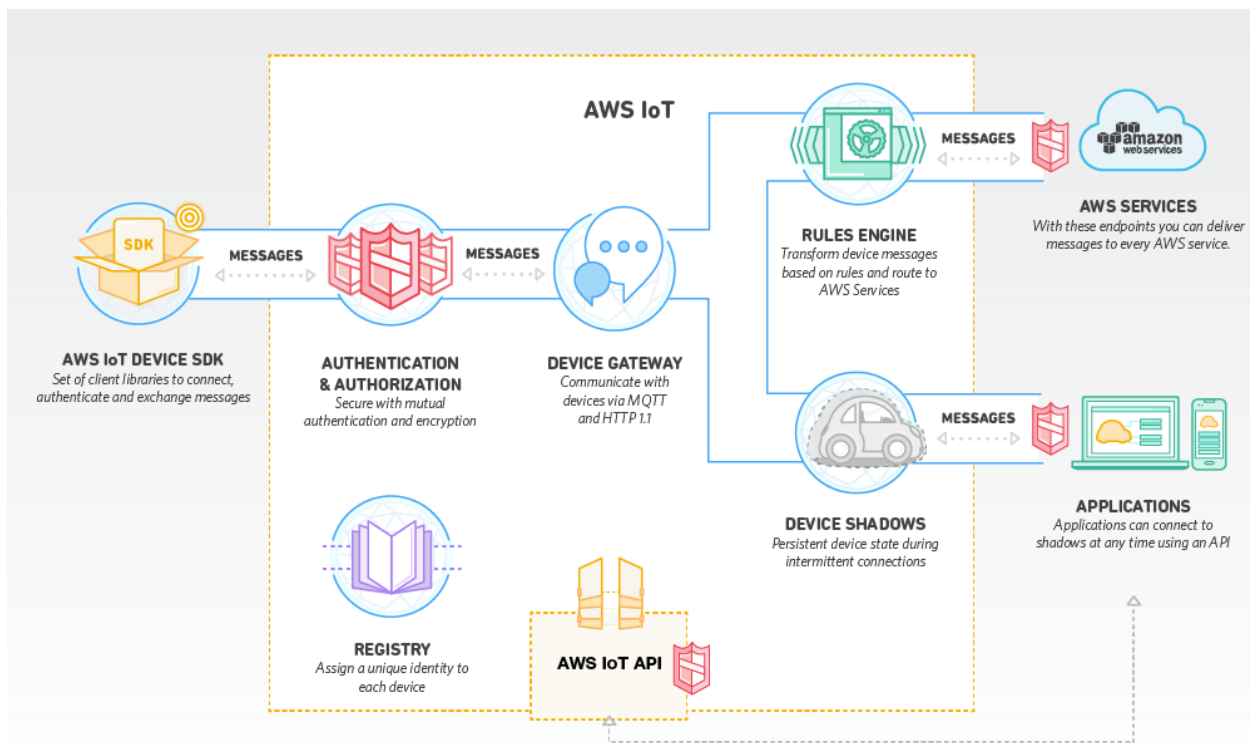 AWS IoT
SDK
MESSAGES
MESSAGES
MESSAGES
amazon
webservices
AWS SERVICES
With these endpoints you can deliver
messages to every AWS service.
RULES ENGINE
Transform device messages
based on rules and route to
AWS Services
AWS IoT DEVICE SDK
Set of client libraries to connect,
authenticate and exchange messages
AUTHENTICATION
& AUTHORIZATION
Secure with mutual
authentication and encryption
DEVICE GATEWAY
Communicate with
devices via MQTT
and HTTP 1.1
MESSAGES
DEVICE SHADOWS
Persistent device state during
intermittent connections
APPLICATIONS
Applications can connect to
shadows at any time using an API
REGISTRY
Assign a unique identity to
each device
AWS IoT API